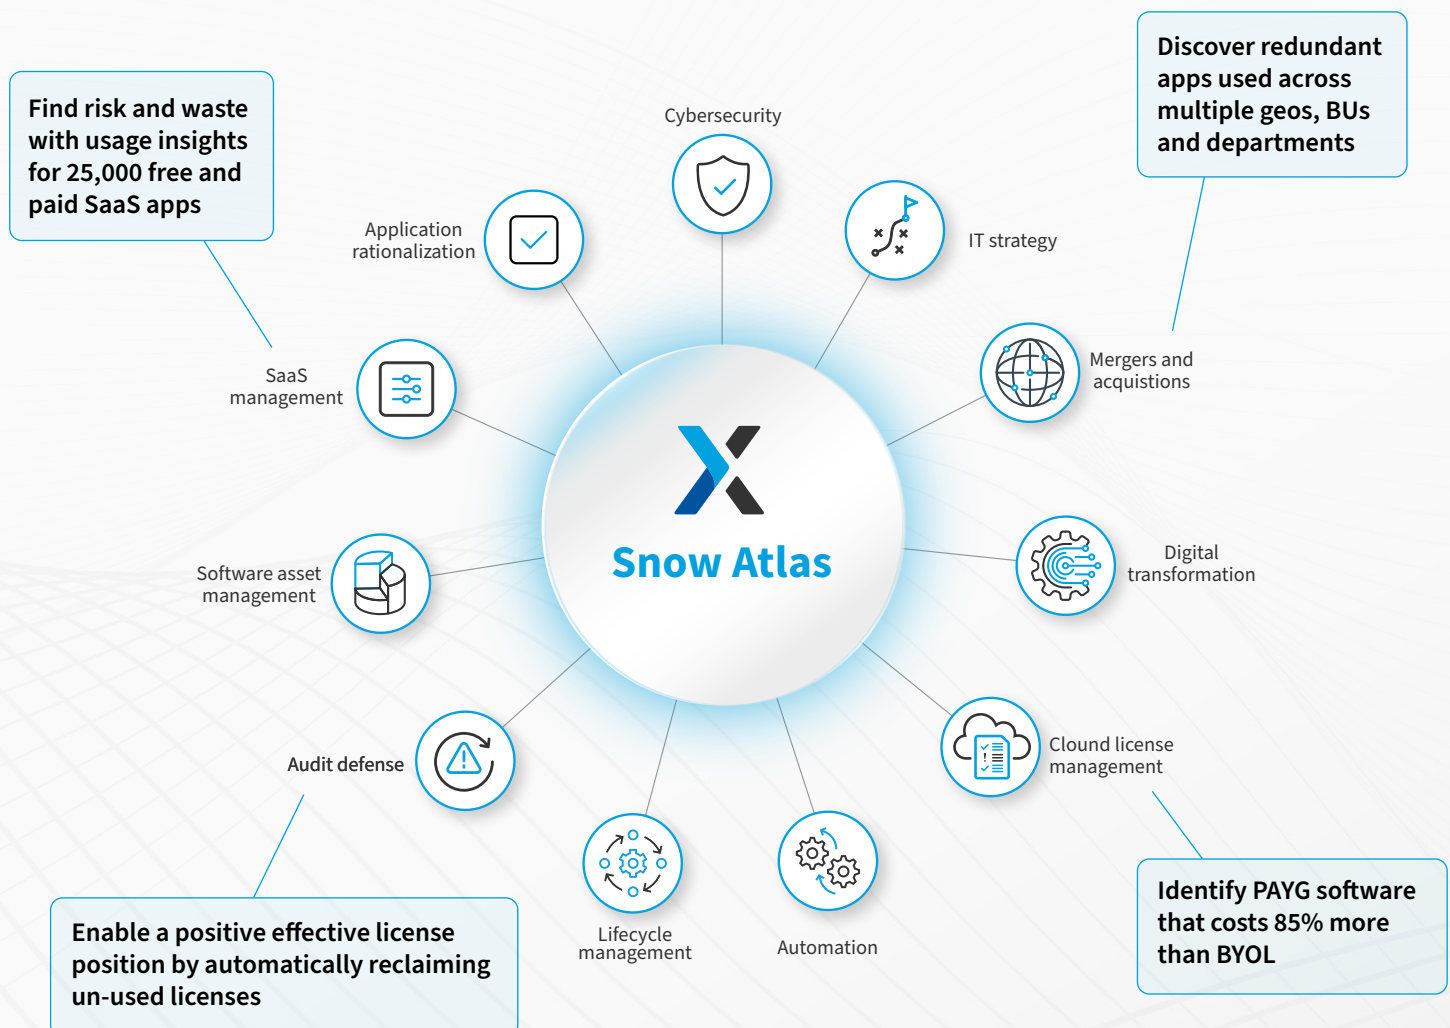 Discover redundant
apps used across
multiple geos, BUs
and departments
Find risk and waste
with usage insights
for 25,000 free and
paid SaaS apps
Cybersecurity
Application
rationalization
IT strategy
SaaS
management
Mergers and
acquistions
Snow Atlas
Software asset
management
Digital
transformation
Audit defense
Clound license
management
Lifecycle
management
Automation
Enable a positive effective license
position by automatically reclaiming
un-used licenses
Identify PAYG software
that costs 85% more
than BYOL